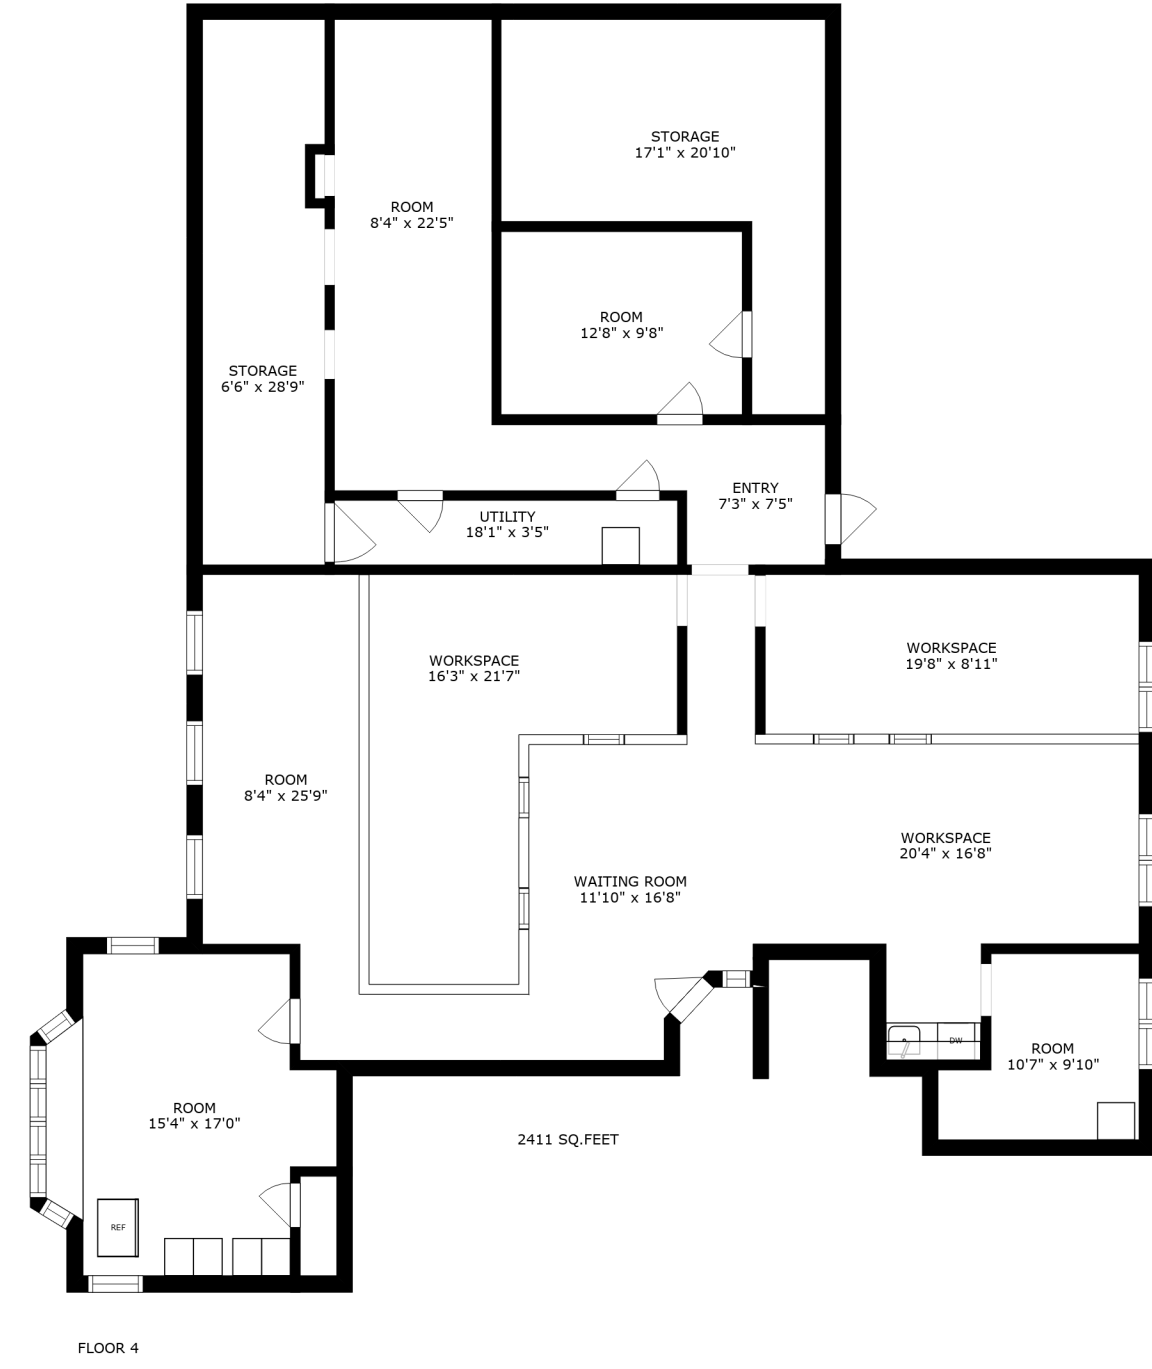 STORAGE
17'1" x 20'10"
ROOM
8'4" x 22'5"
ROOM
12'8" x 9'8"
STORAGE
6'6" x 28'9"
ENTRY
7'3" x 7'5"
UTILITY
18'1" x 3'5"
WORKSPACE
16'3" x 21'7"
WORKSPACE
19'8" x 8'11"
ROOM
8'4" x 25'9"
WORKSPACE
20'4" x 16'8"
WAITING ROOM
11'10" x 16'8"
DW
ROOM
10'7" x 9'10"
ROOM
15'4" x 17'0"
2411 SQ.FEET
REF
FLOOR 4